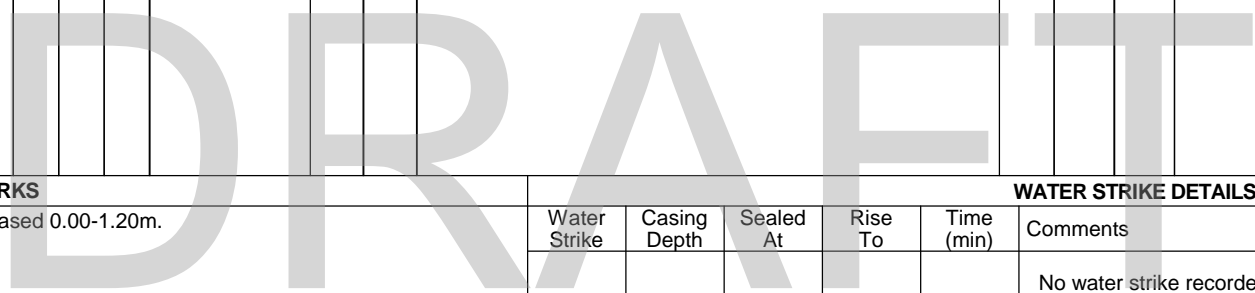 DRAFT
RKS
WATER STRIKE DETAILS
ased 0.00-1.20m.
Water Strike
Casing Depth
Sealed At
Rise To
Time (min)
Comments
No water strike recorde